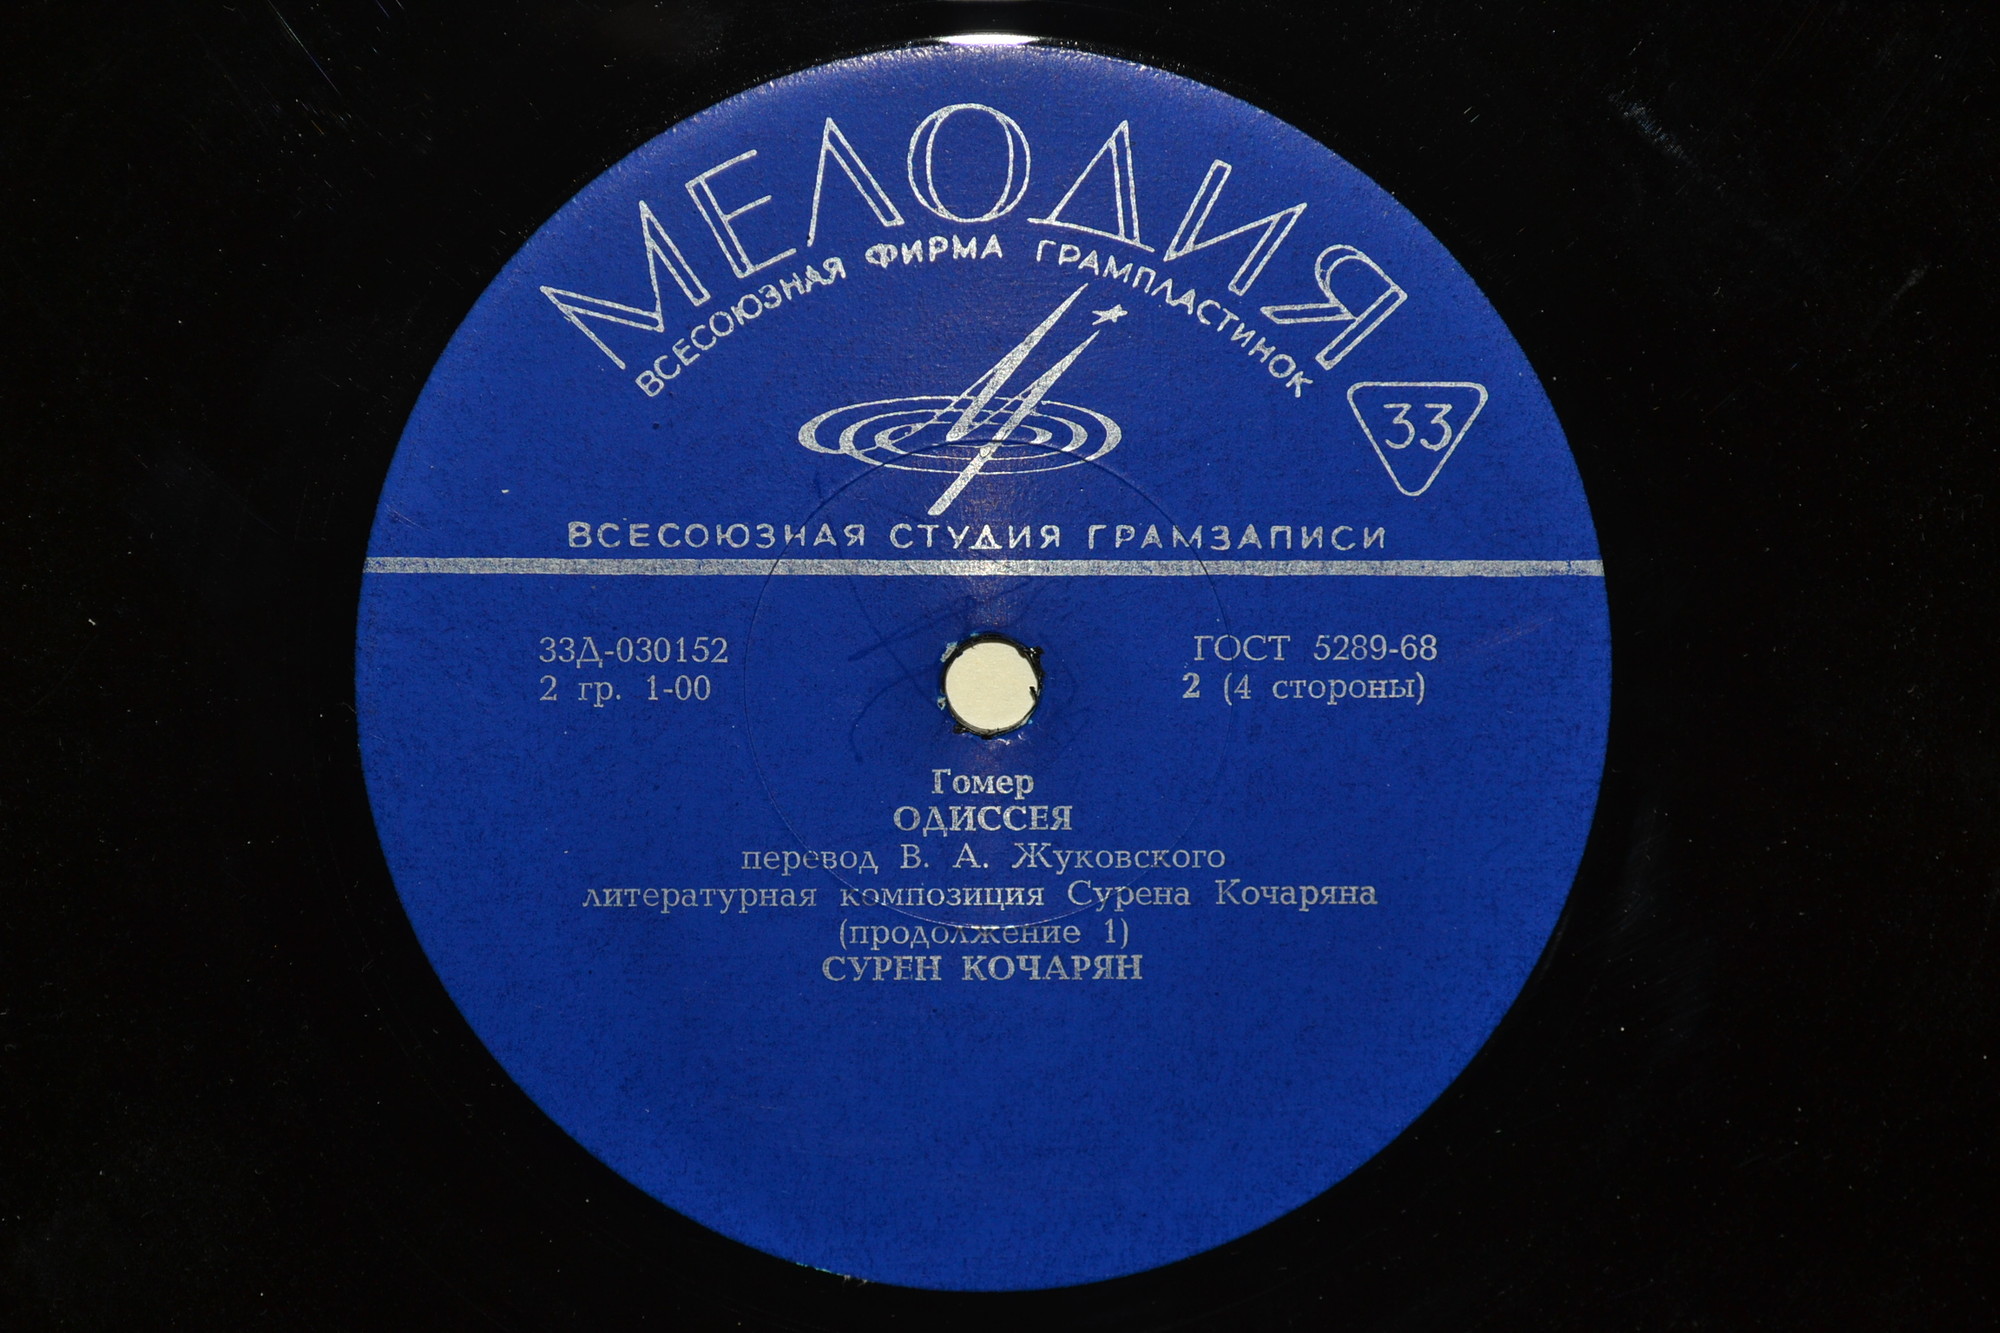 МЕЛОДИЯ
ВСЕСОЮЗНАЯ ФИРМА ГРАМПЛАСТИНОК
33
ВСЕСОЮЗНАЯ СТУДИЯ ГРАМЗАПИСИ
33Д-030152
2 гр. 1-00
ГОСТ 5289-68
2 (4 стороны)
Гомер
ОДИССЕЯ
перевод В. А. Жуковского
литературная композиция Сурена Кочаряна
(продолжение 1)
СУРЕН КОЧАРЯН